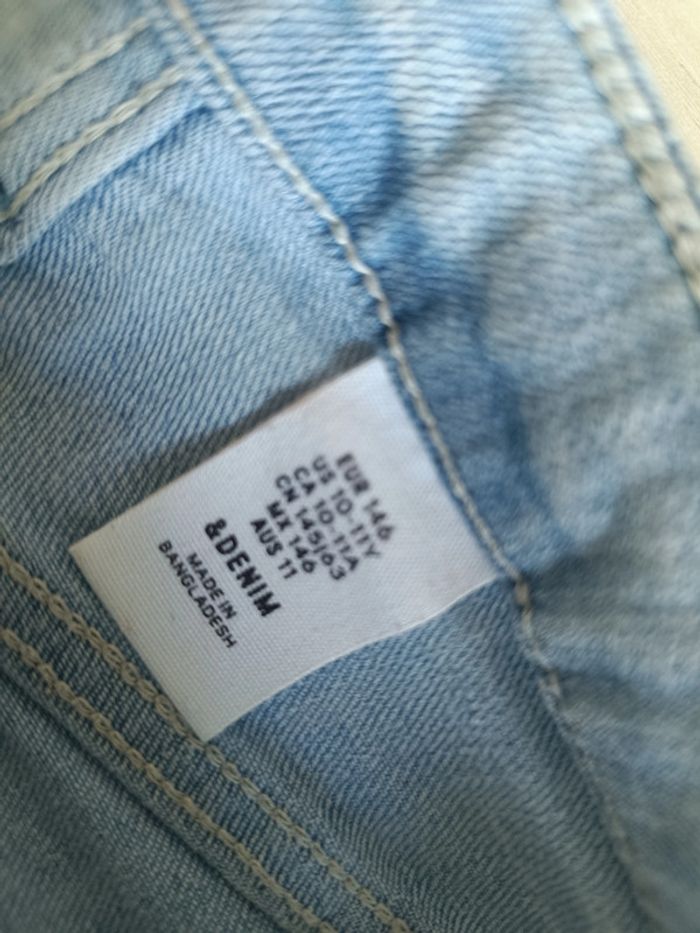 EUR 146
US 10-11Y
CA 10-11A
CN 145/63
MX 146
AUS 11
&DENIM
MADE IN
BANGLADESH